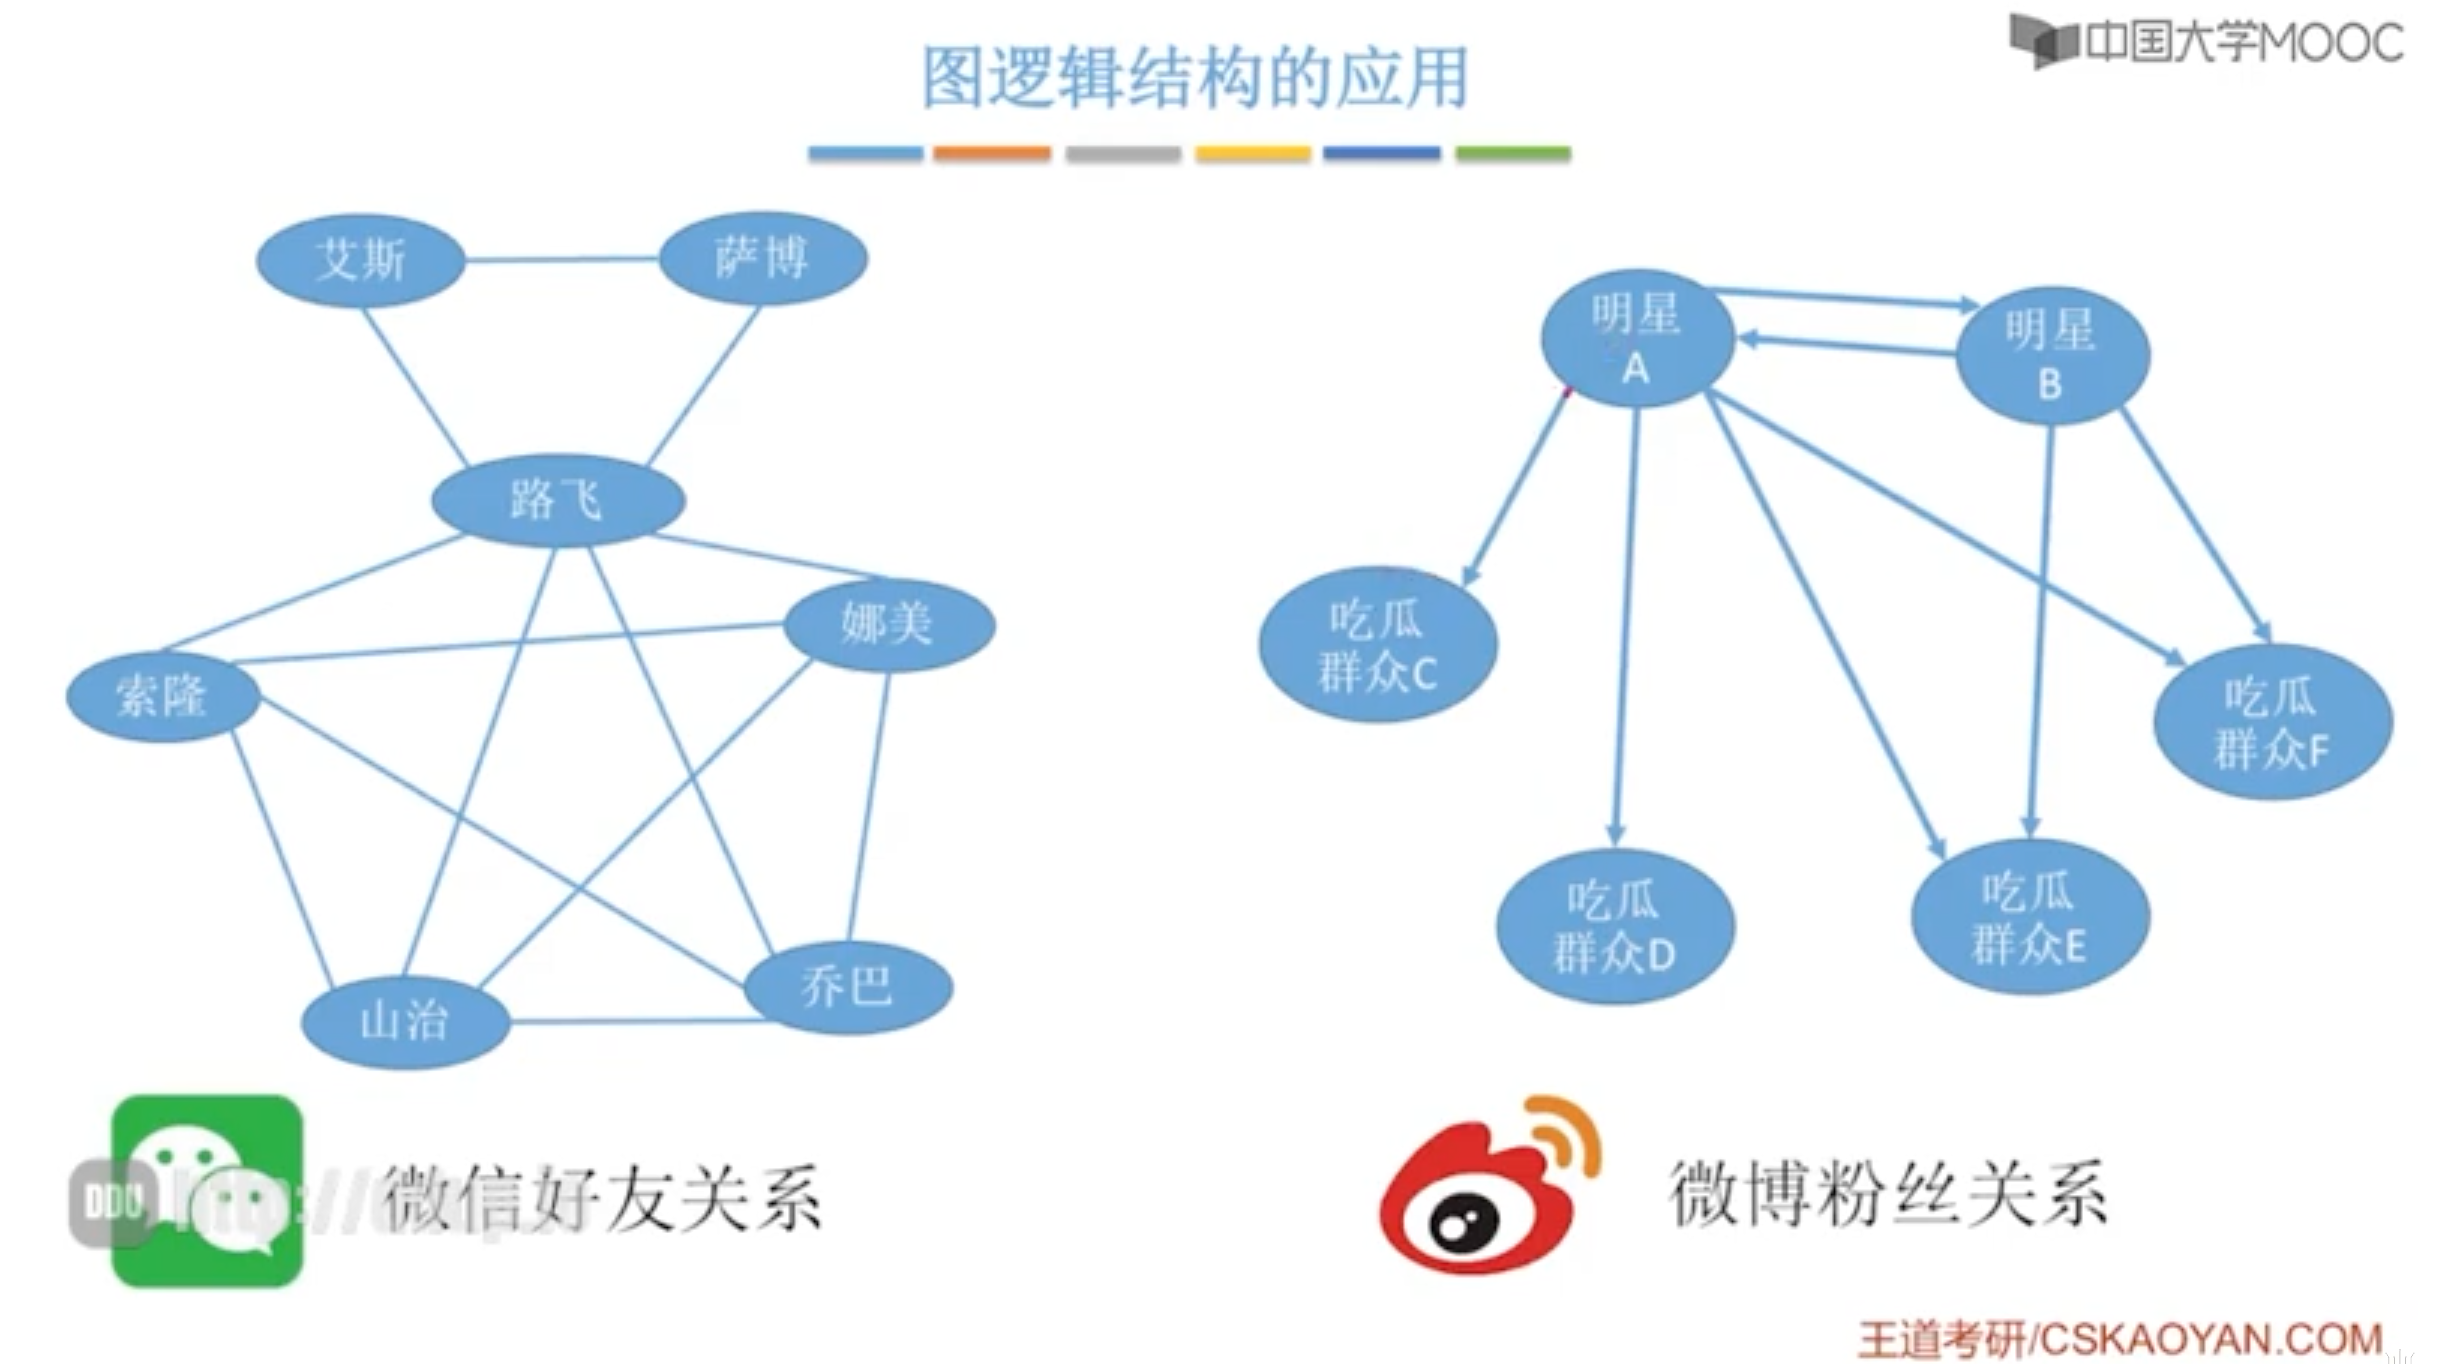 中国大学MOOC
图逻辑结构的应用
艾斯
萨博
路飞
娜美
索隆
山治
乔巴
明星
A
明星
B
吃瓜
群众C
吃瓜
群众D
吃瓜
群众E
吃瓜
群众F
DDU
微信好友关系
微博粉丝关系
王道考研/CSKAOYAN.COM